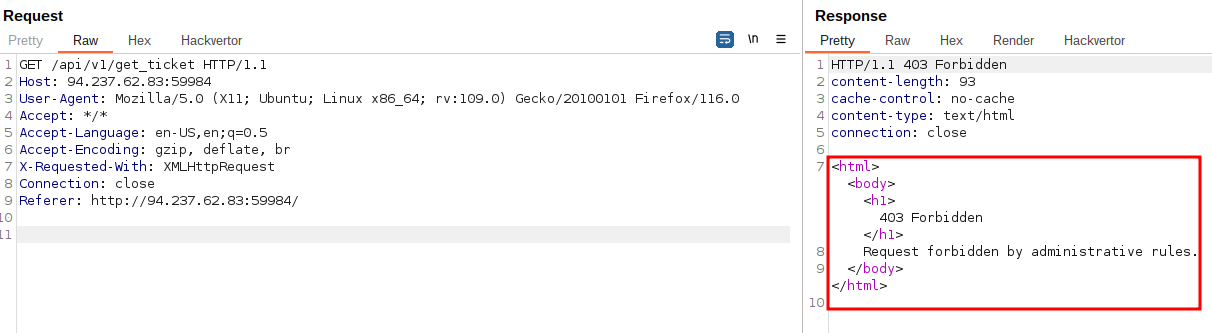 Request
Pretty Raw Hex Hackvertor \n
1 GET /api/v1/get_ticket HTTP/1.1
2 Host: 94.237.62.83:59984
3 User-Agent: Mozilla/5.0 (X11; Ubuntu; Linux x86_64; rv:109.0) Gecko/20100101 Firefox/116.0
4 Accept: */*
5 Accept-Language: en-US,en;q=0.5
6 Accept-Encoding: gzip, deflate, br
7 X-Requested-With: XMLHttpRequest
8 Connection: close
9 Referer: http://94.237.62.83:59984/
10
11
Response
Pretty Raw Hex Render Hackvertor
1 HTTP/1.1 403 Forbidden
2 content-length: 93
3 cache-control: no-cache
4 content-type: text/html
5 connection: close
6
7 <html>
<body>
<h1>
403 Forbidden
</h1>
8 Request forbidden by administrative rules.
9 </body>
</html>
10